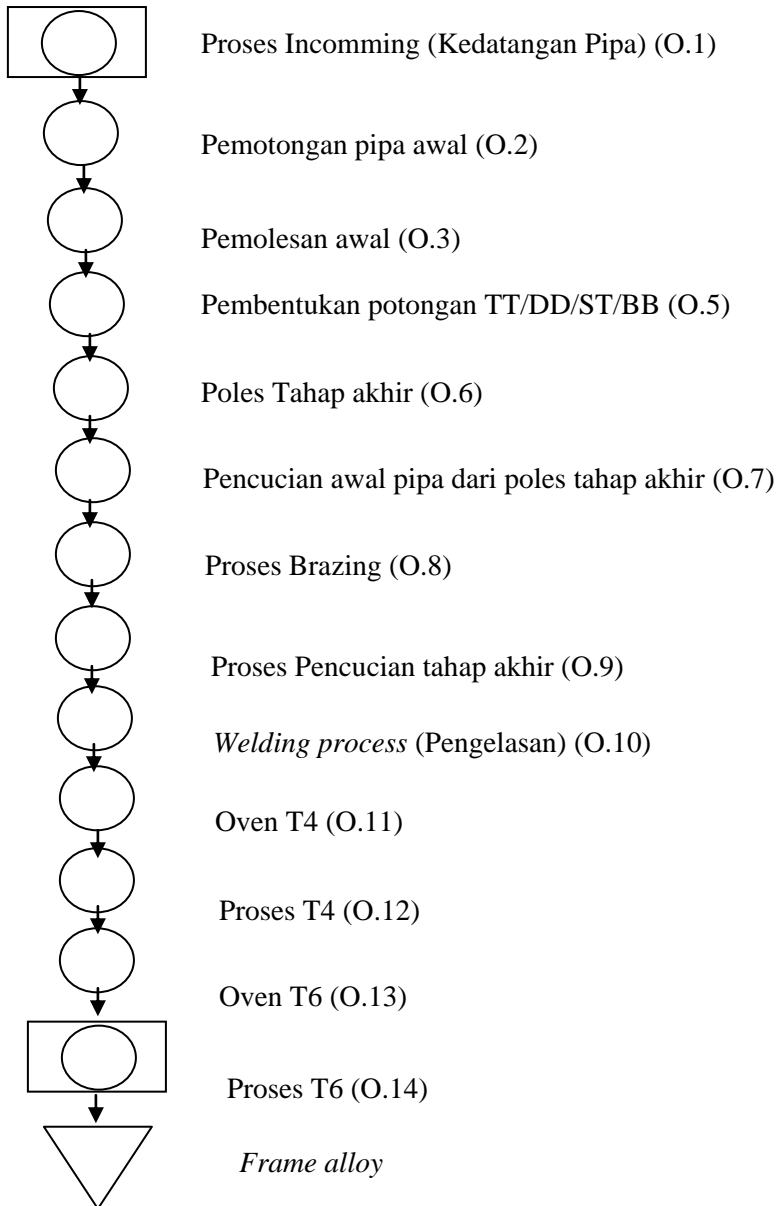 Proses Incomming (Kedatangan Pipa) (O.1)
Pemotongan pipa awal (O.2)
Pemolesan awal (O.3)
Pembentukan potongan TT/DD/ST/BB (O.5)
Poles Tahap akhir (O.6)
Pencucian awal pipa dari poles tahap akhir (O.7)
Proses Brazing (O.8)
Proses Pencucian tahap akhir (O.9)
Welding process (Pengelasan) (O.10)
Oven T4 (O.11)
Proses T4 (O.12)
Oven T6 (O.13)
Proses T6 (O.14)
Frame alloy